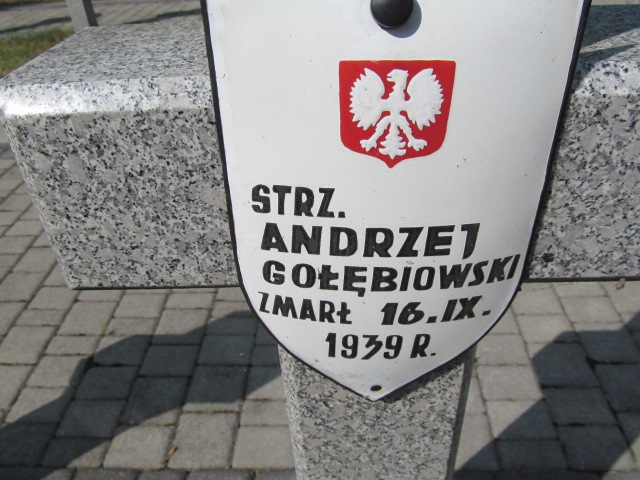 STRZ.
ANDRZEJ
GOŁĘBIOWSKI
ZMARŁ 16.IX.
1939 R.